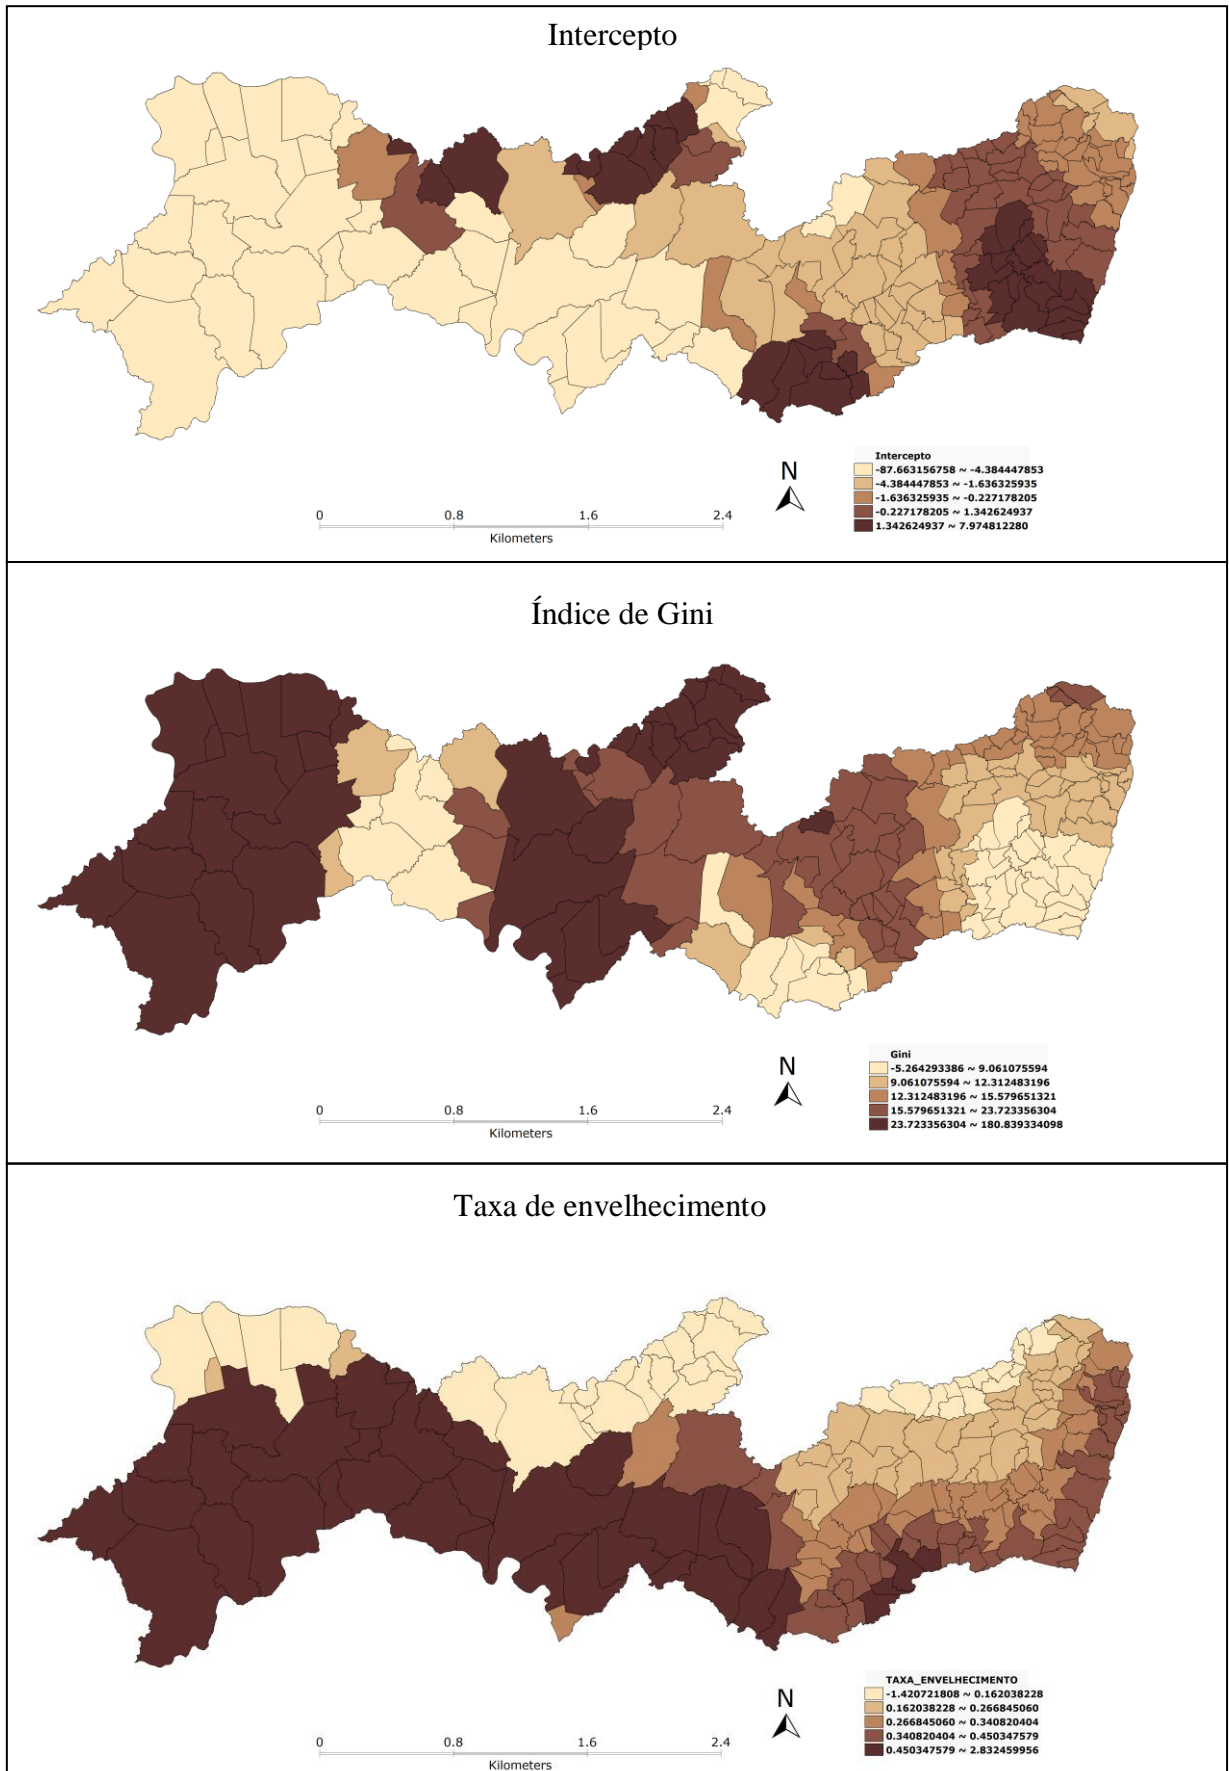 Intercepto
N
Intercepto
-87.663156758 ~ -4.384447853
-4.384447853 ~ -1.636325935
-1.636325935 ~ -0.227178205
-0.227178205 ~ 1.342624937
1.342624937 ~ 7.974812280
0 0.8 1.6 2.4
Kilometers
Índice de Gini
N
Gini
-5.264293386 ~ 9.061075594
9.061075594 ~ 12.312483196
12.312483196 ~ 15.579651321
15.579651321 ~ 23.723356304
23.723356304 ~ 180.839334098
0 0.8 1.6 2.4
Kilometers
Taxa de envelhecimento
N
TAXA_ENVELHECIMENTO
-1.420721808 ~ 0.162038228
0.162038228 ~ 0.266845060
0.266845060 ~ 0.340820404
0.340820404 ~ 0.450347579
0.450347579 ~ 2.832459956
0 0.8 1.6 2.4
Kilometers